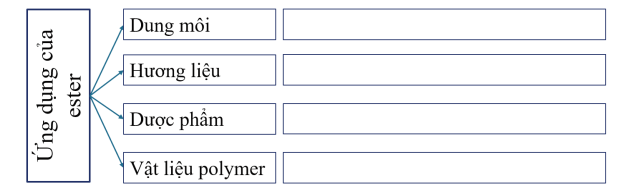 Ứng dụng của
ester
Dung môi
Hương liệu
Dược phẩm
Vật liệu polymer